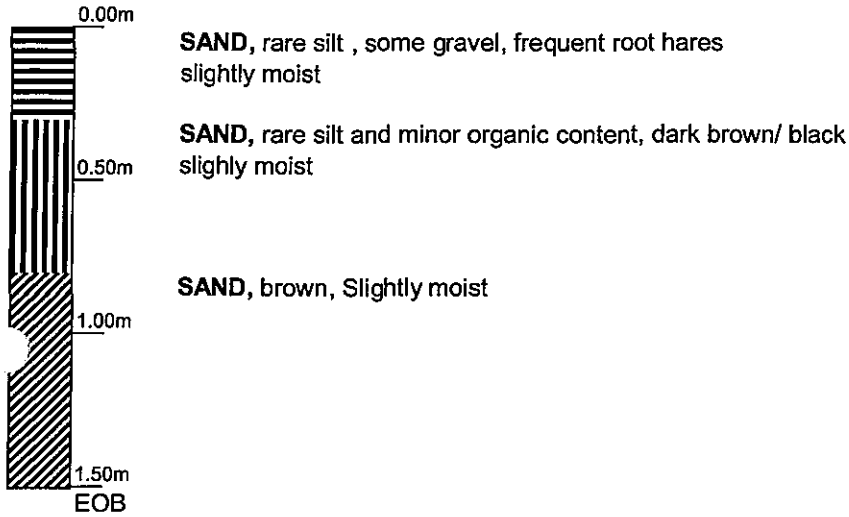 0.00m
SAND, rare silt , some gravel, frequent root hares
slightly moist
SAND, rare silt and minor organic content, dark brown/ black
slighly moist
0.50m
SAND, brown, Slightly moist
1.00m
1.50m
EOB